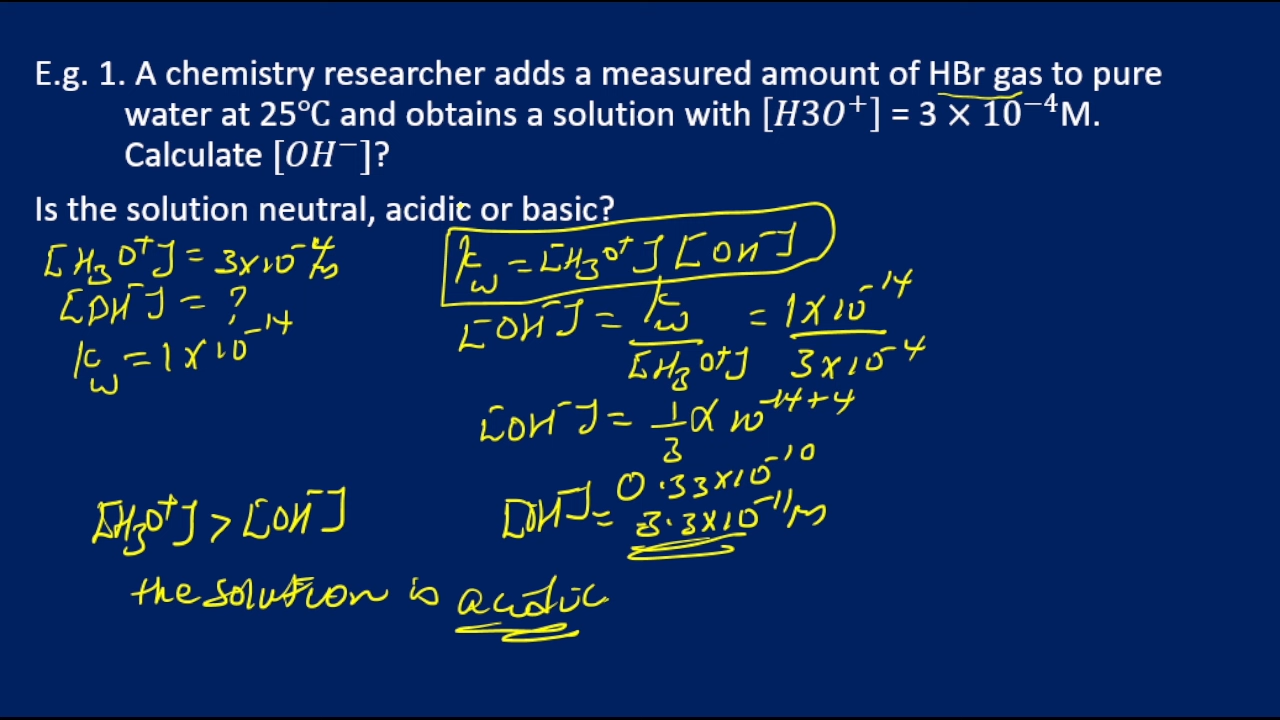 E.g. 1. A chemistry researcher adds a measured amount of HBr gas to pure
water at 25°C and obtains a solution with [H3O⁺] = 3 × 10⁻⁴M.
Calculate [OH⁻]?
Is the solution neutral, acidic or basic?
[H₃O⁺] = 3×10⁻⁴M
[OH⁻] = ?
Kw = 1 × 10⁻¹⁴
Kw = [H₃O⁺][OH⁻]
[OH⁻] = Kw/[H₃O⁺] = 1×10⁻¹⁴/3×10⁻⁴
[OH⁻] = 1/3 × 10⁻¹⁴⁺⁴
0.33×10⁻¹⁰
[OH⁻] = 3.3×10⁻¹¹M
[H₃O⁺] > [OH⁻]
the solution is acidic